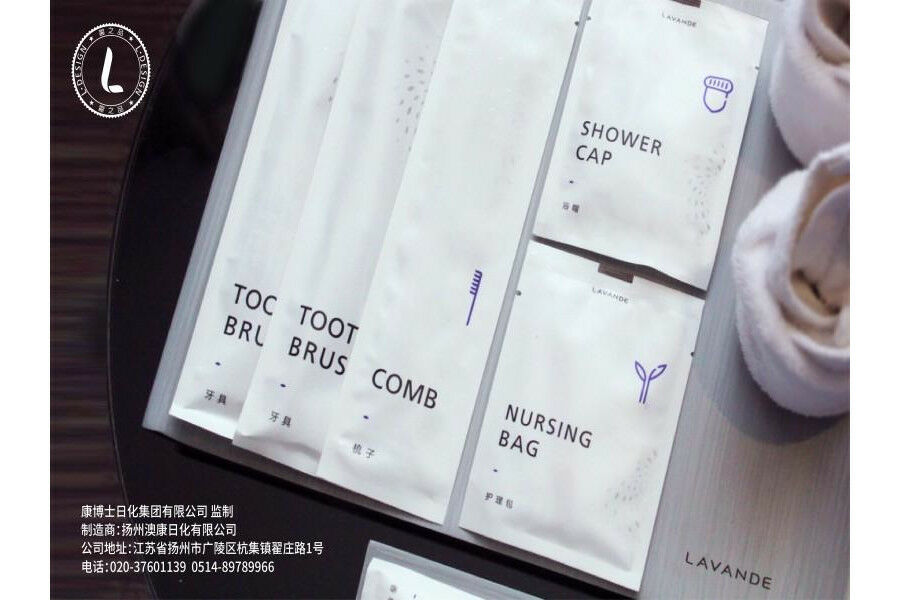 L·DESIGN
L·DESIGN
LAVANDE
SHOWER
CAP
浴帽
TOO
BRU
牙具
TOOT
BRUS
牙具
COMB
梳子
LAVANDE
NURSING
BAG
护理包
LAVANDE
康博士日化集团有限公司 监制
制造商:扬州澳康日化有限公司
公司地址:江苏省扬州市广陵区杭集镇翟庄路1号
电话:020-37601139 0514-89789966